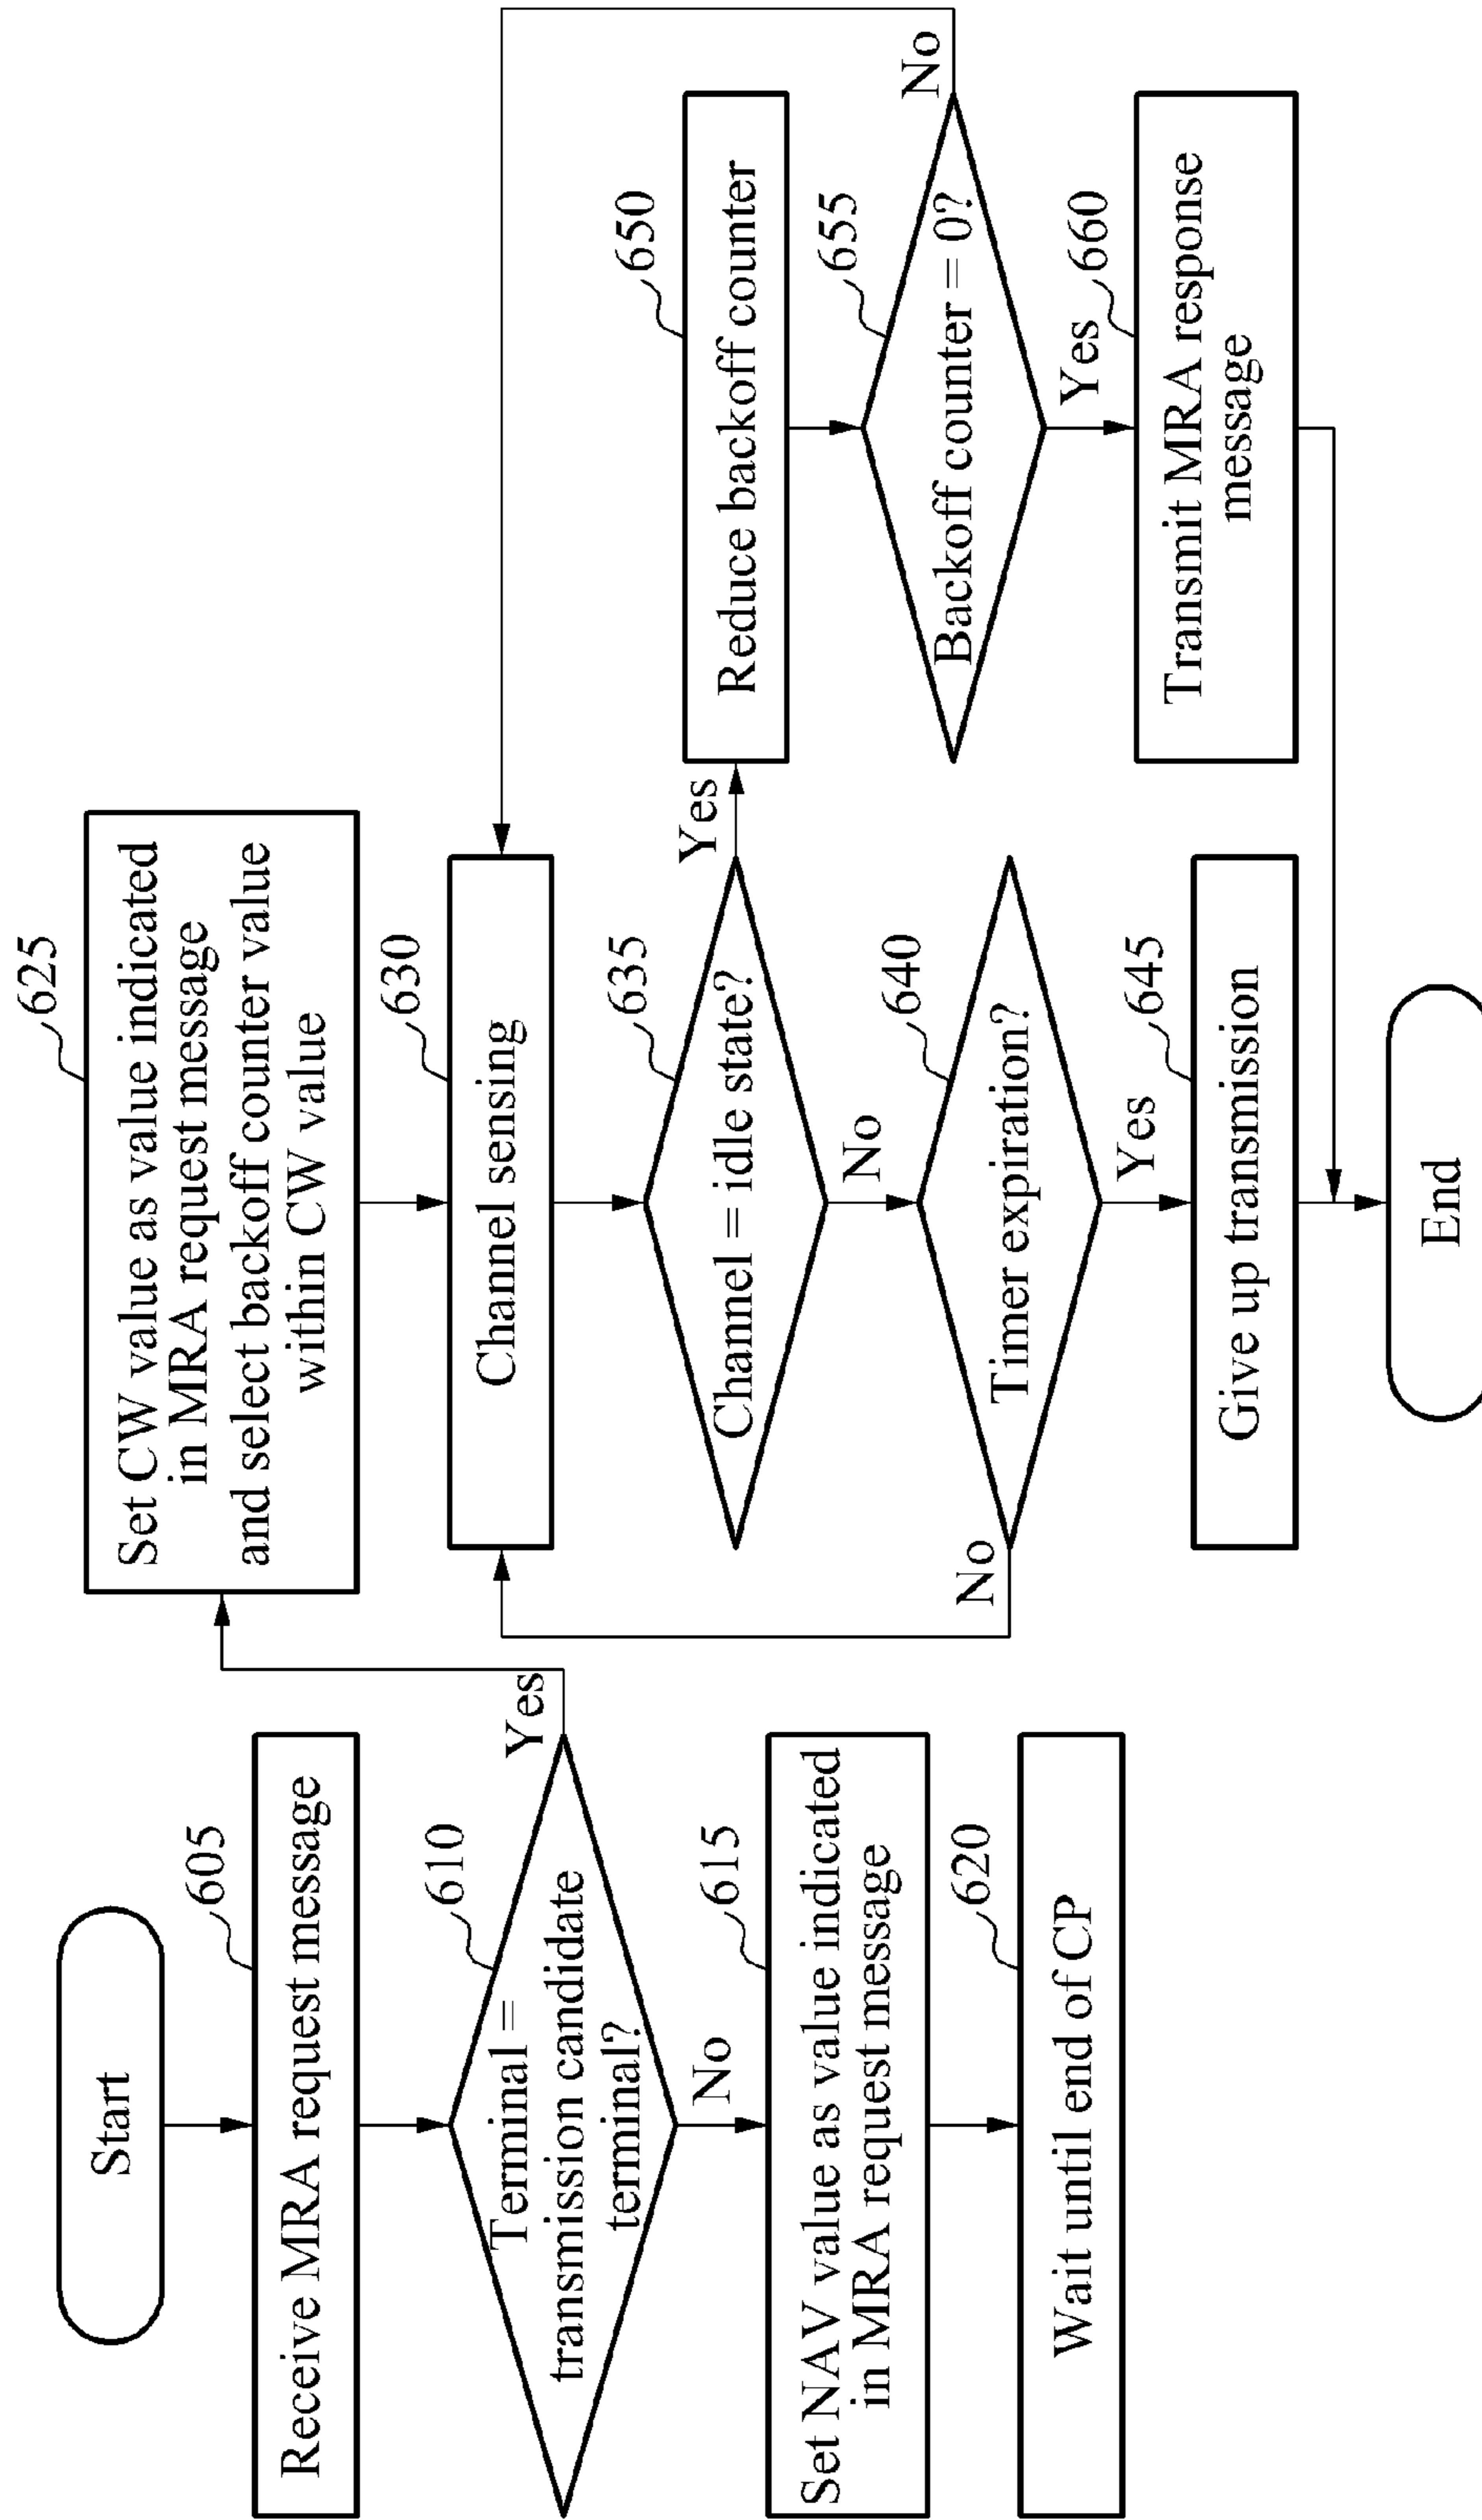 Start
605
Receive MRA request message
610
Terminal =
transmission candidate
terminal?
Yes
No
615
Set NAV value as value indicated
in MRA request message
620
Wait until end of CP
625
Set CW value as value indicated
in MRA request message
and select backoff counter value
within CW value
630
Channel sensing
635
Channel = idle state?
Yes
No
640
Timer expiration?
No
Yes
645
Give up transmission
End
650
Reduce backoff counter
655
Backoff counter = 0?
No
Yes
660
Transmit MRA response
message